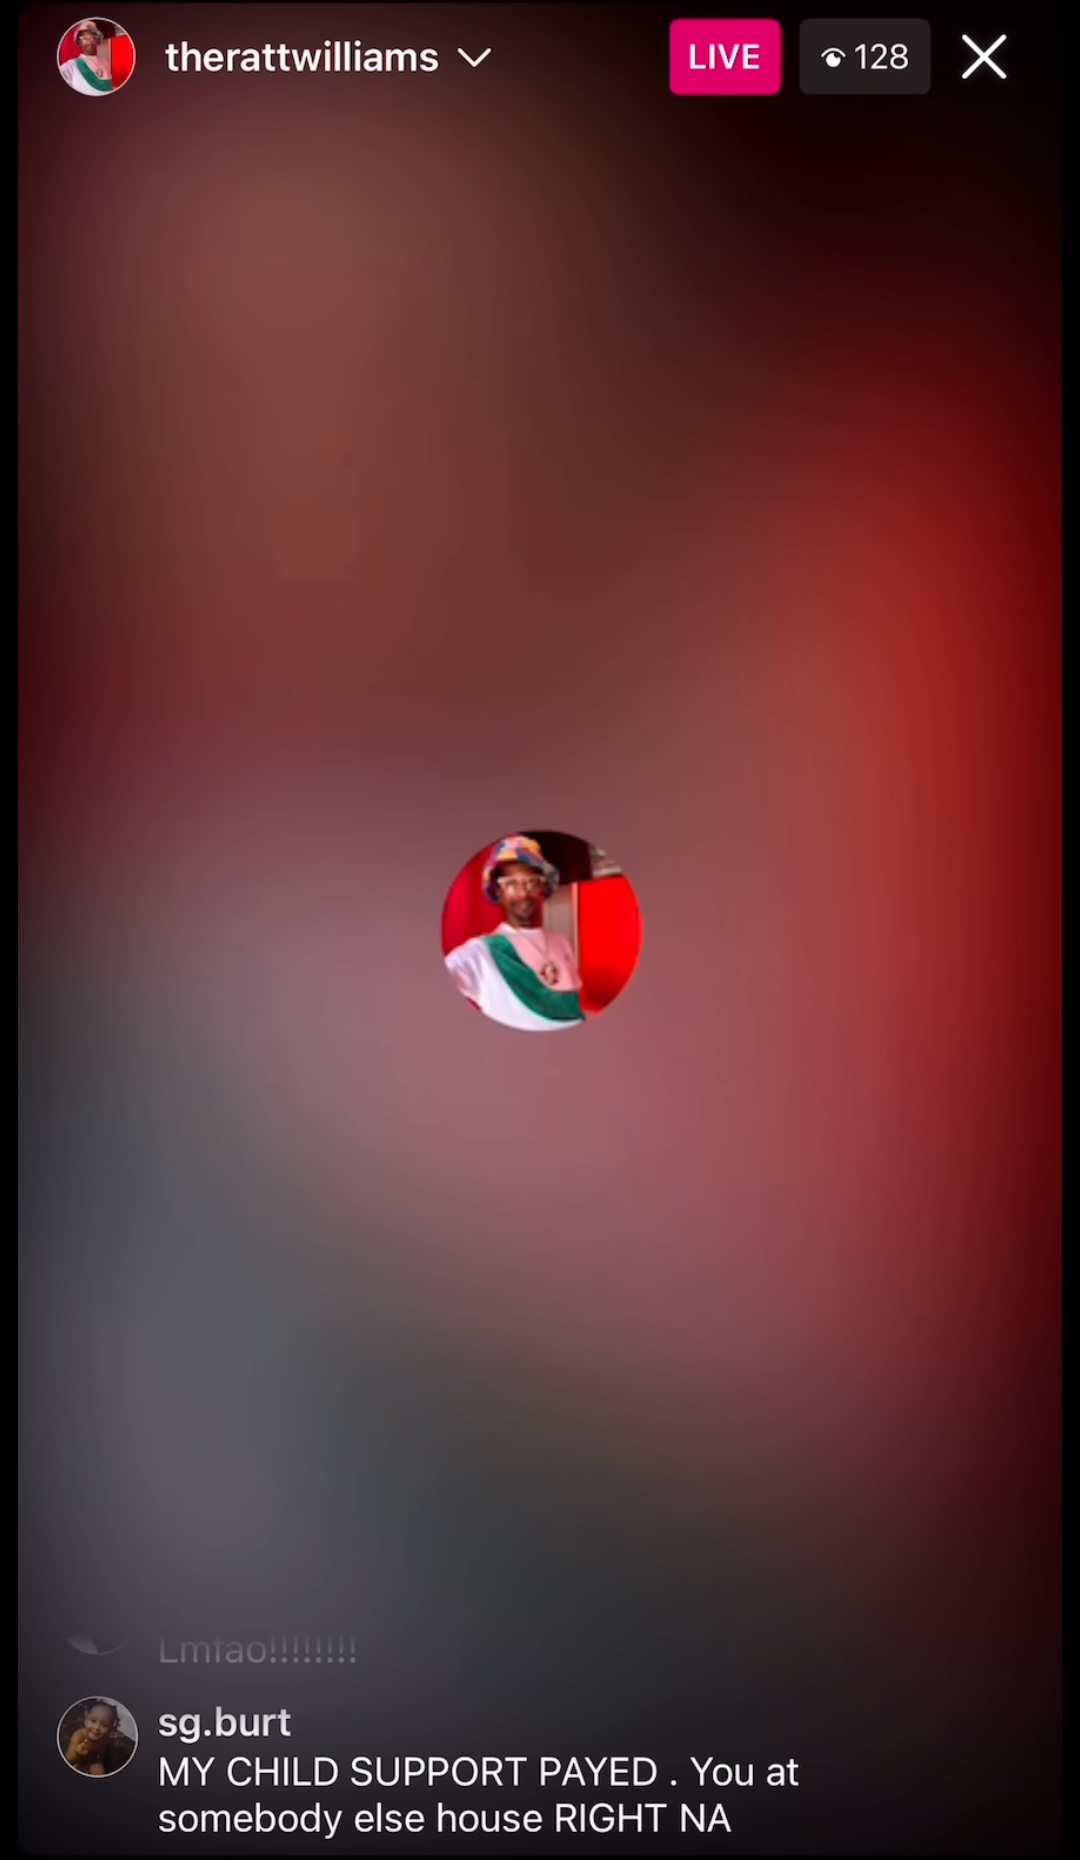 therattwilliams
LIVE
128
Lmfao!!!!!!!!
sg.burt
MY CHILD SUPPORT PAYED . You at
somebody else house RIGHT NA